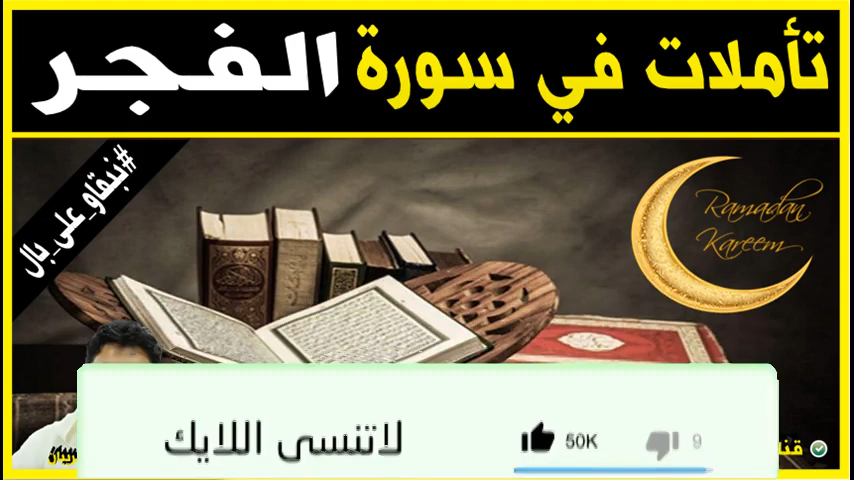 تأملات في سورة الفجر
#نبقاو_على_بال
Ramadan
Kareem
لاتنسى اللايك
50K
9